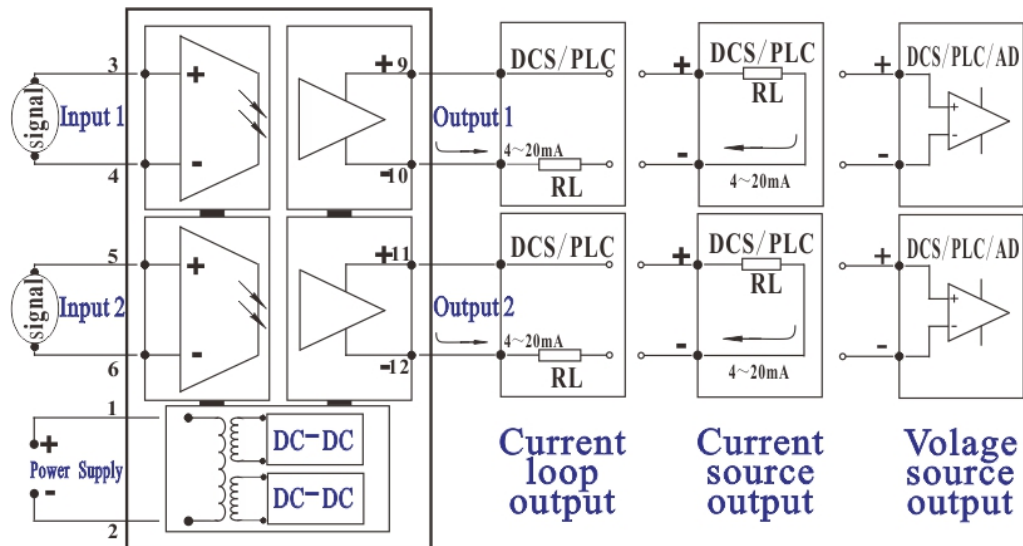 3
signal
Input 1
4
+
-
+ 9
-10
Output 1
DCS/PLC
4~20mA
RL
+
-
DCS/PLC
RL
4~20mA
+
-
DCS/PLC/AD
+
-
5
signal
Input 2
6
+
-
+11
-12
Output 2
DCS/PLC
4~20mA
RL
+
-
DCS/PLC
RL
4~20mA
+
-
DCS/PLC/AD
+
-
1
+
Power Supply
-
2
DC-DC
DC-DC
Current
loop
output
Current
source
output
Volage
source
output